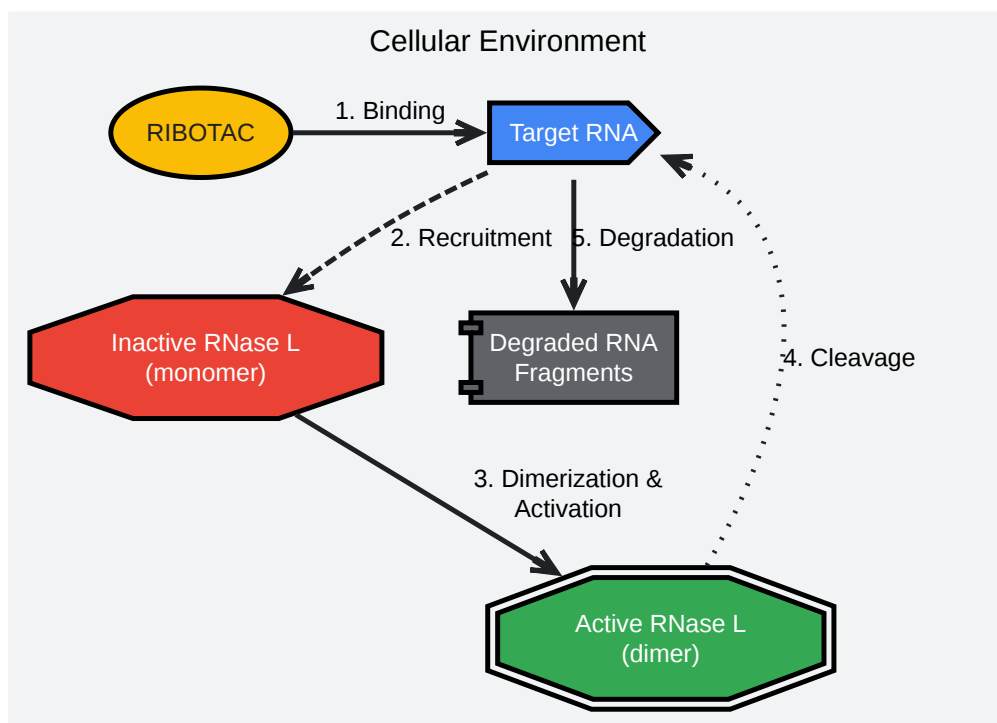 Cellular Environment
RIBOTAC
1. Binding
Target RNA
2. Recruitment
5. Degradation
Inactive RNase L
(monomer)
Degraded RNA
Fragments
4. Cleavage
3. Dimerization &
Activation
Active RNase L
(dimer)